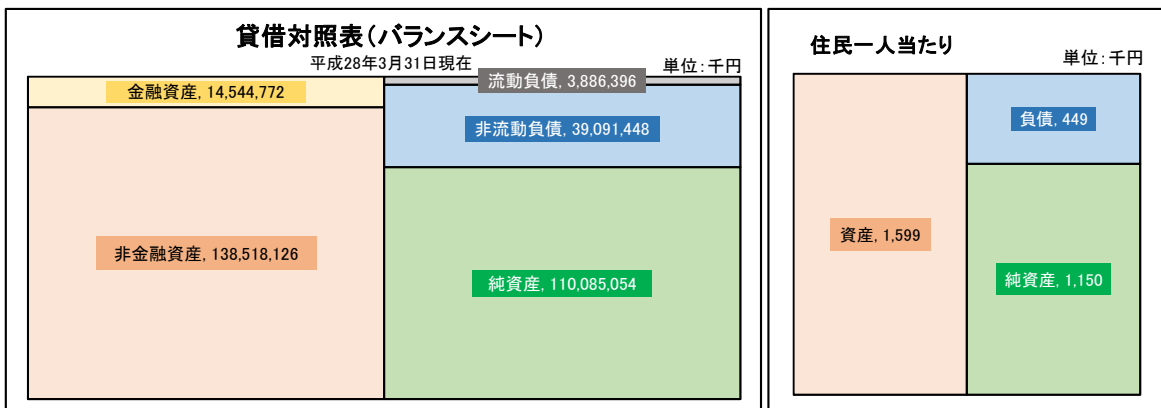 貸借対照表(バランスシート)
平成28年3月31日現在
単位:千円
金融資産, 14,544,772
流動負債, 3,886,396
非流動負債, 39,091,448
非金融資産, 138,518,126
純資産, 110,085,054
住民一人当たり
単位:千円
負債, 449
資産, 1,599
純資産, 1,150